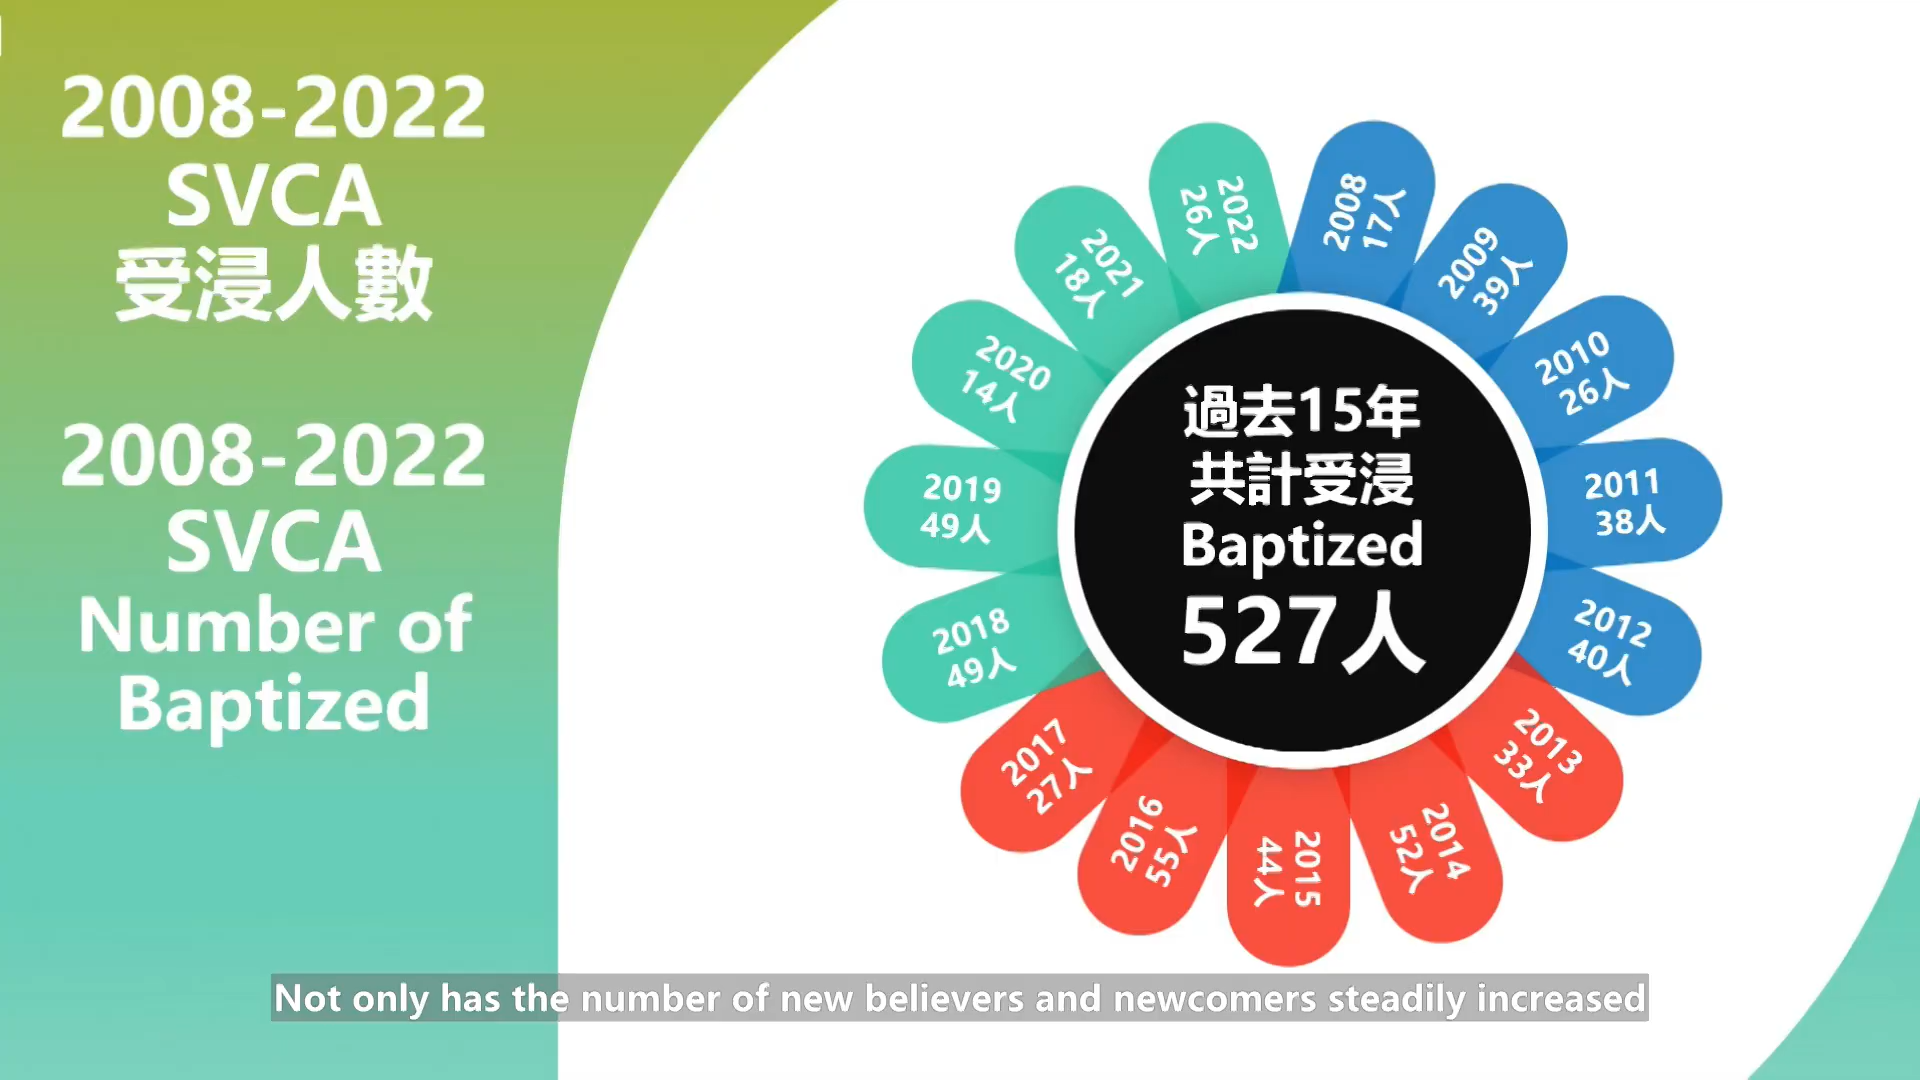 2008-2022
SVCA
受浸人數
2008-2022
SVCA
Number of
Baptized
過去15年
共計受浸
Baptized
527人
2008
17人
2009
39人
2010
26人
2011
38人
2012
40人
2013
33人
2014
52人
2015
44人
2016
55人
2017
27人
2018
49人
2019
49人
2020
14人
2021
18人
2022
26人
Not only has the number of new believers and newcomers steadily increased